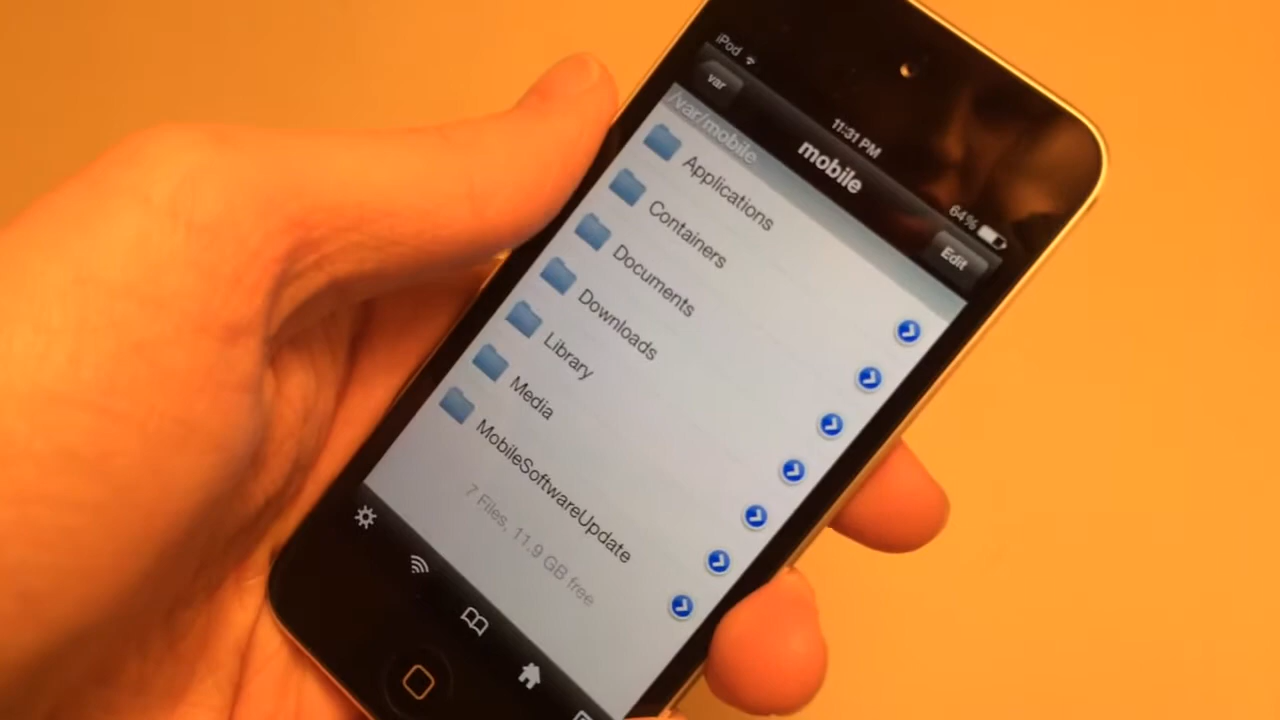 iPod
11:31 PM
64%
var
mobile
Edit
/var/mobile
Applications
Containers
Documents
Downloads
Library
Media
MobileSoftwareUpdate
7 Files, 11.9 GB free